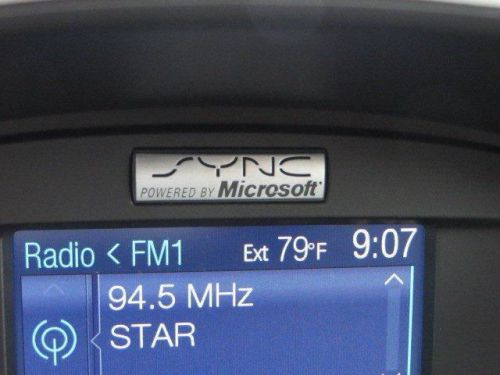 SYNC
POWERED BY Microsoft
Radio < FM1 Ext 79°F 9:07
94.5 MHz
STAR